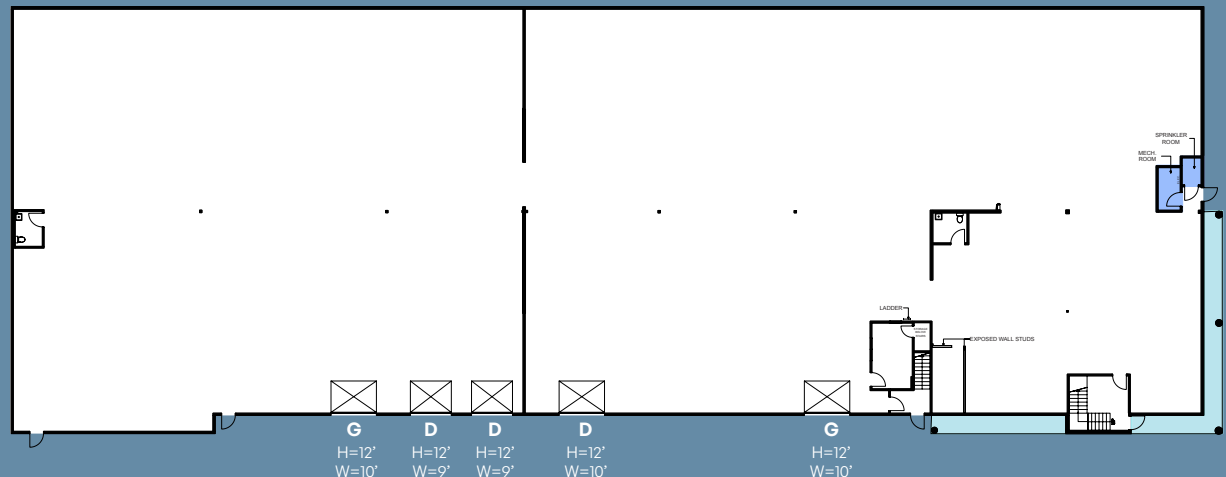 SPRINKLER
ROOM
MECH.
ROOM
LADDER
EXPOSED WALL STUDS
G
H=12’
W=10’
D
H=12’
W=9’
D
H=12’
W=9’
D
H=12’
W=10’
G
H=12’
W=10’